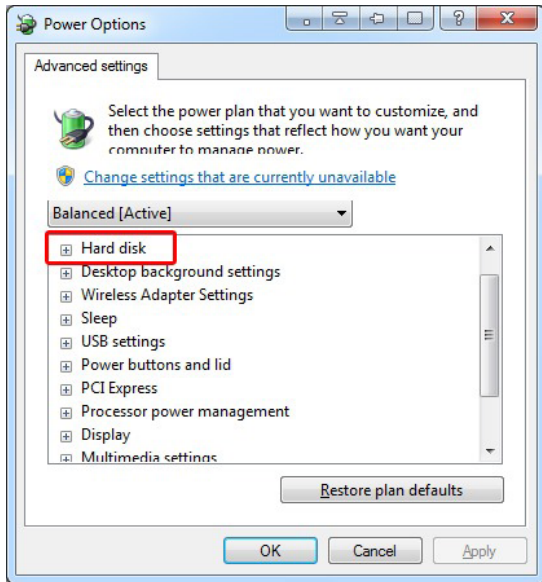 Power Options
Advanced settings
Select the power plan that you want to customize, and
then choose settings that reflect how you want your
computer to manage power.
Change settings that are currently unavailable
Balanced [Active]
Hard disk
Desktop background settings
Wireless Adapter Settings
Sleep
USB settings
Power buttons and lid
PCI Express
Processor power management
Display
Multimedia settings
Restore plan defaults
OK
Cancel
Apply